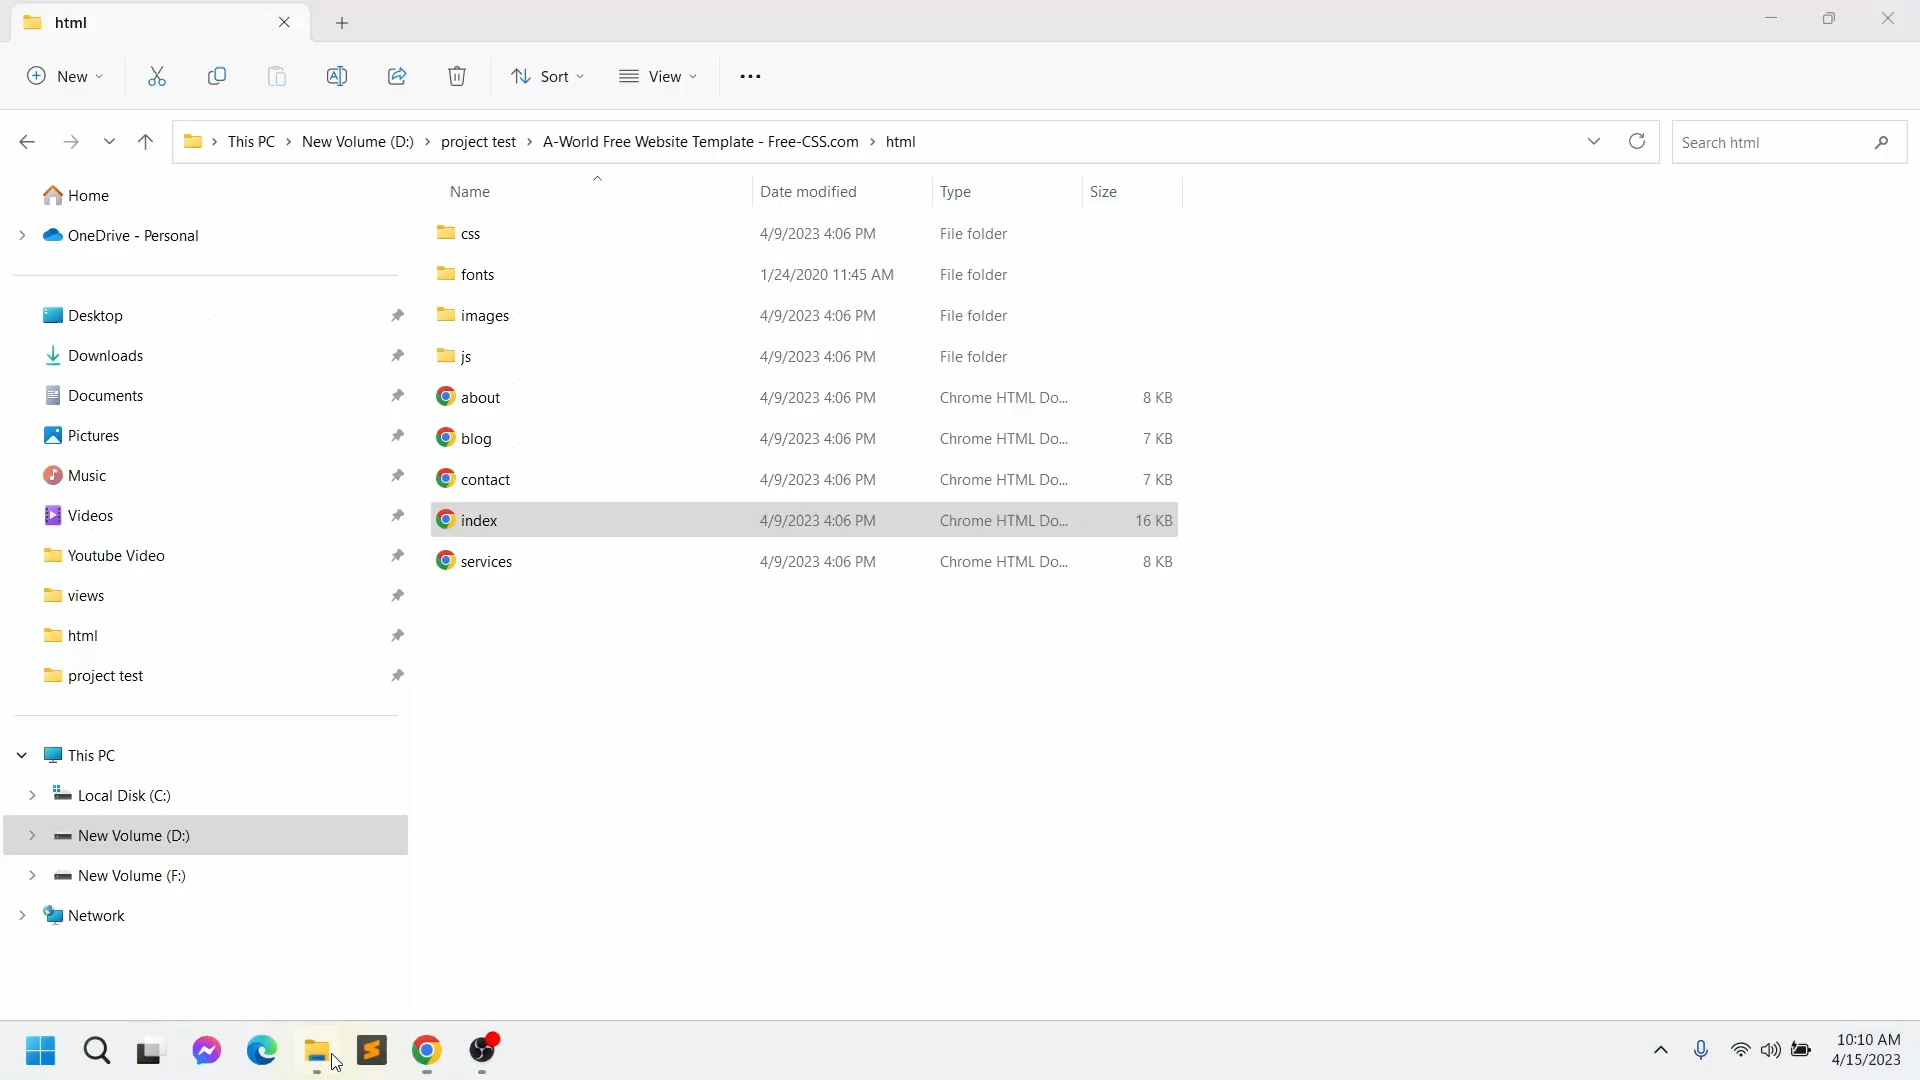 html
New
Sort
View
This PC
New Volume (D:)
project test
A-World Free Website Template - Free-CSS.com
html
Search html
Home
OneDrive - Personal
Desktop
Downloads
Documents
Pictures
Music
Videos
Youtube Video
views
html
project test
This PC
Local Disk (C:)
New Volume (D:)
New Volume (F:)
Network
Name Date modified Type Size
css 4/9/2023 4:06 PM File folder
fonts 1/24/2020 11:45 AM File folder
images 4/9/2023 4:06 PM File folder
js 4/9/2023 4:06 PM File folder
about 4/9/2023 4:06 PM Chrome HTML Do... 8 KB
blog 4/9/2023 4:06 PM Chrome HTML Do... 7 KB
contact 4/9/2023 4:06 PM Chrome HTML Do... 7 KB
index 4/9/2023 4:06 PM Chrome HTML Do... 16 KB
services 4/9/2023 4:06 PM Chrome HTML Do... 8 KB
10:10 AM
4/15/2023